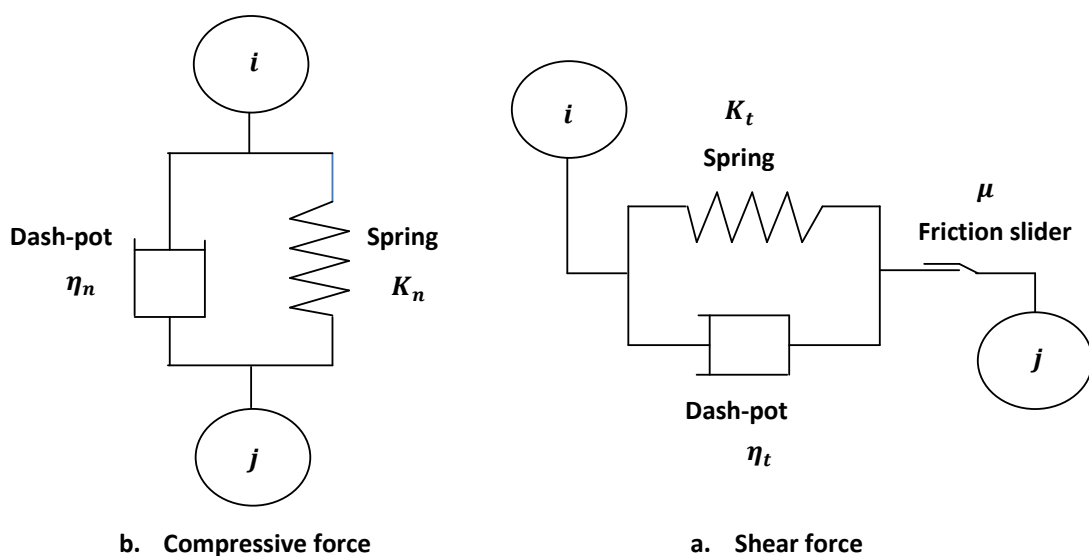 i
Dash-pot
η_n
Spring
K_n
j
b. Compressive force
i
K_t
Spring
μ
Friction slider
Dash-pot
η_t
j
a. Shear force